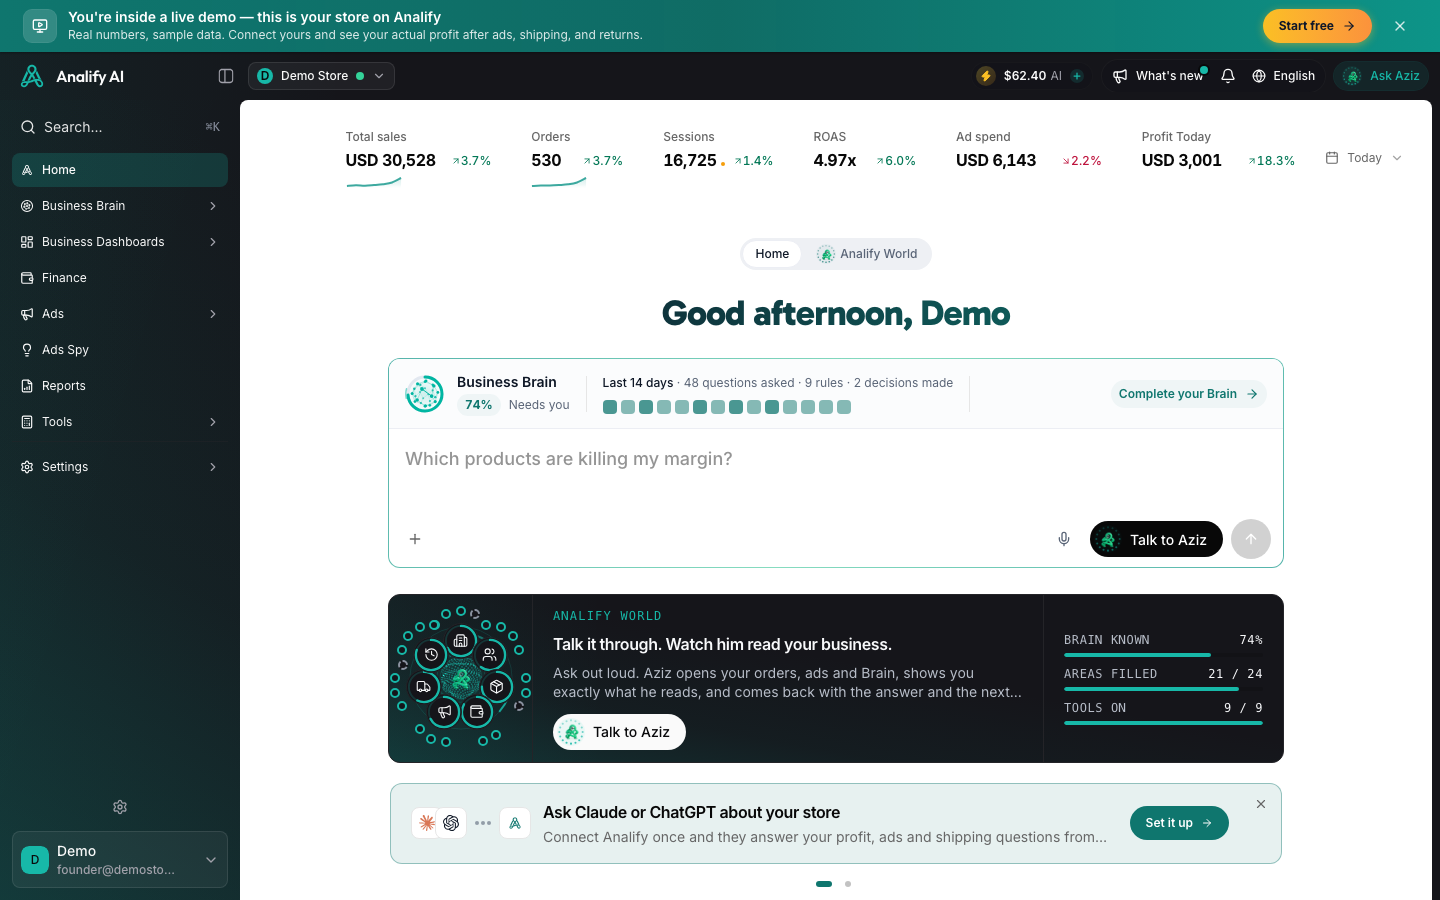 You're inside a live demo — this is your store on Analify
Real numbers, sample data. Connect yours and see your actual profit after ads, shipping, and returns.
Start free
Analify AI
D Demo Store
$62.40 AI
What's new
English
Ask Aziz
Search...
⌘K
Home
Business Brain
Business Dashboards
Finance
Ads
Ads Spy
Reports
Tools
Settings
D
Demo
founder@demosto...
Total sales
USD 30,528 3.7%
Orders
530 3.7%
Sessions
16,725 1.4%
ROAS
4.97x 6.0%
Ad spend
USD 6,143 2.2%
Profit Today
USD 3,001 18.3%
Today
Home
Analify World
Good afternoon, Demo
Business Brain
74% Needs you
Last 14 days · 48 questions asked · 9 rules · 2 decisions made
Complete your Brain
Which products are killing my margin?
Talk to Aziz
ANALIFY WORLD
Talk it through. Watch him read your business.
Ask out loud. Aziz opens your orders, ads and Brain, shows you
exactly what he reads, and comes back with the answer and the next...
Talk to Aziz
BRAIN KNOWN 74%
AREAS FILLED 21 / 24
TOOLS ON 9 / 9
Ask Claude or ChatGPT about your store
Connect Analify once and they answer your profit, ads and shipping questions from...
Set it up